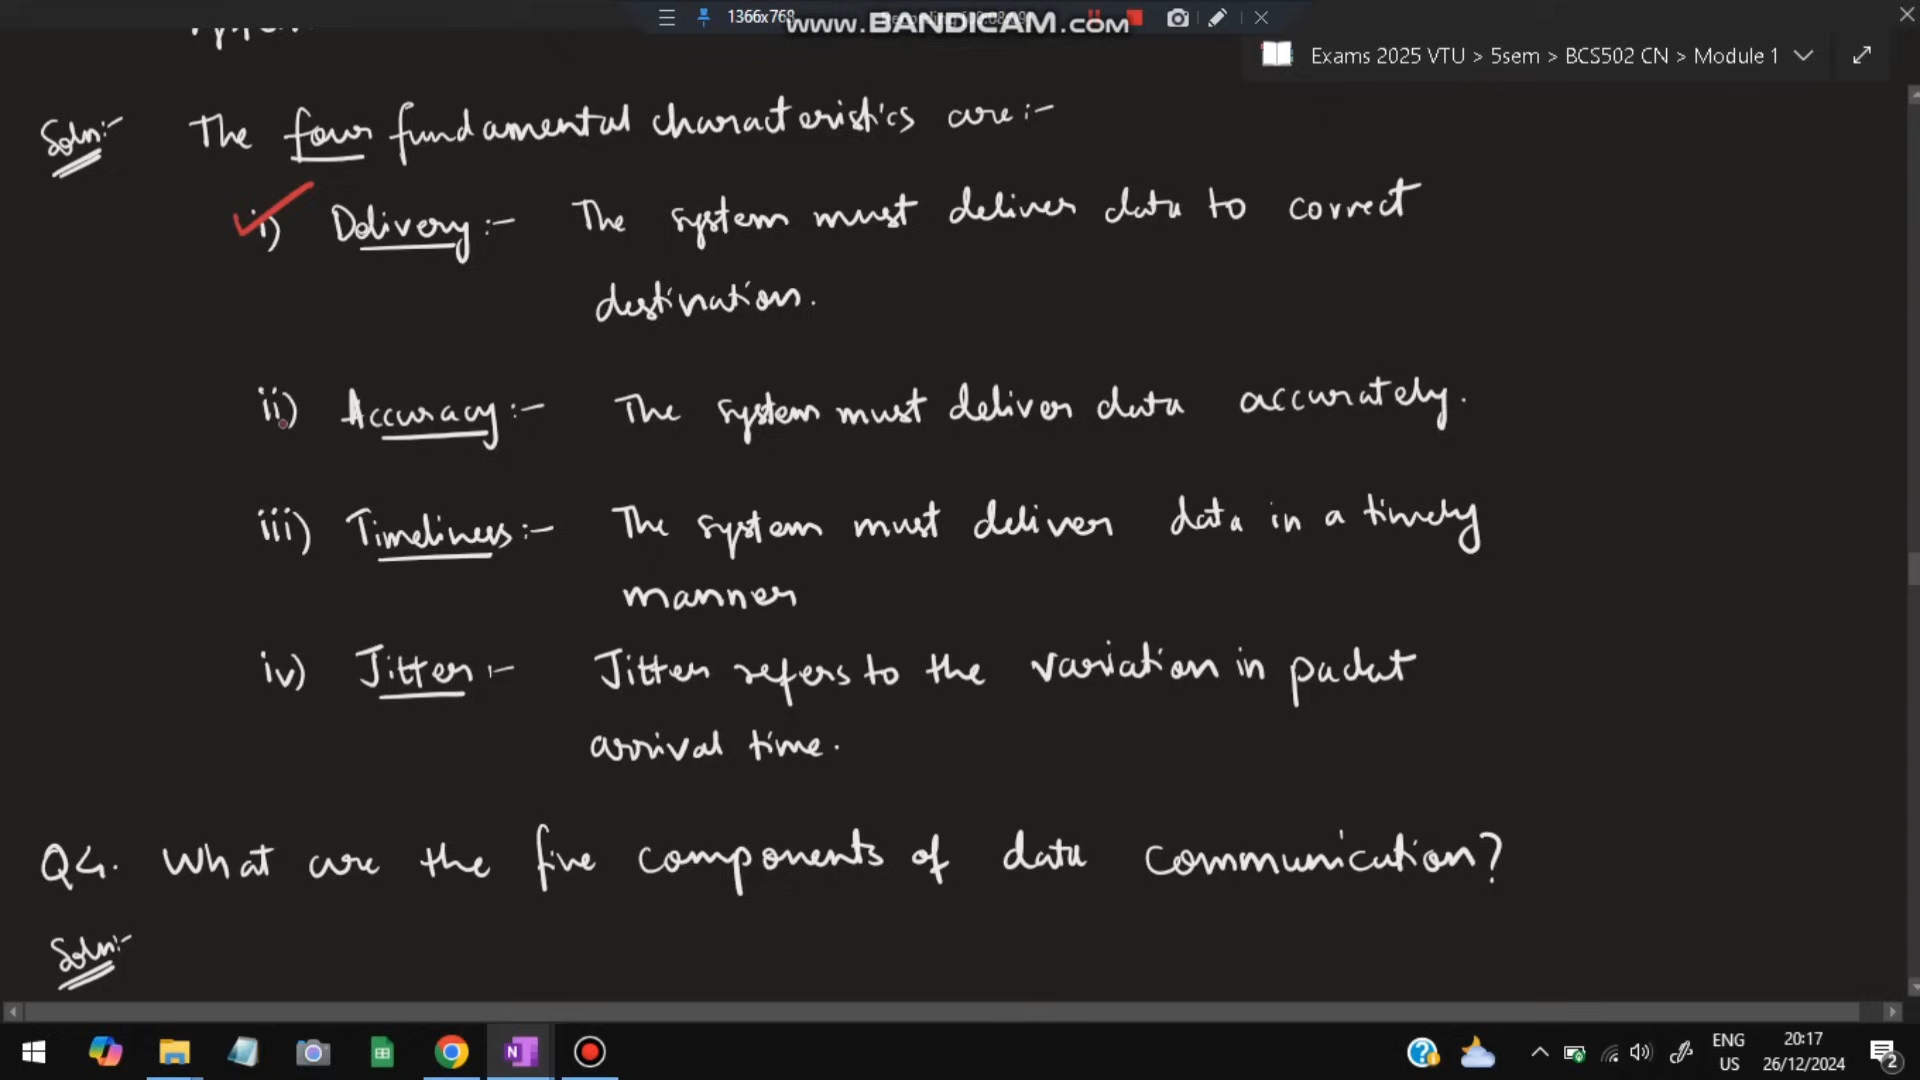 1366x768
www.BANDICAM.com
Exams 2025 VTU > 5sem > BCS502 CN > Module 1
Soln:-
The four fundamental characteristics are:-
i) Delivery:- The system must deliver data to correct
destination.
ii) Accuracy:- The system must deliver data accurately.
iii) Timeliness:- The system must deliver data in a timely
manner
iv) Jitter:- Jitter refers to the variation in packet
arrival time.
Q4. What are the five components of data communication?
Soln:-
ENG
US
20:17
26/12/2024
2